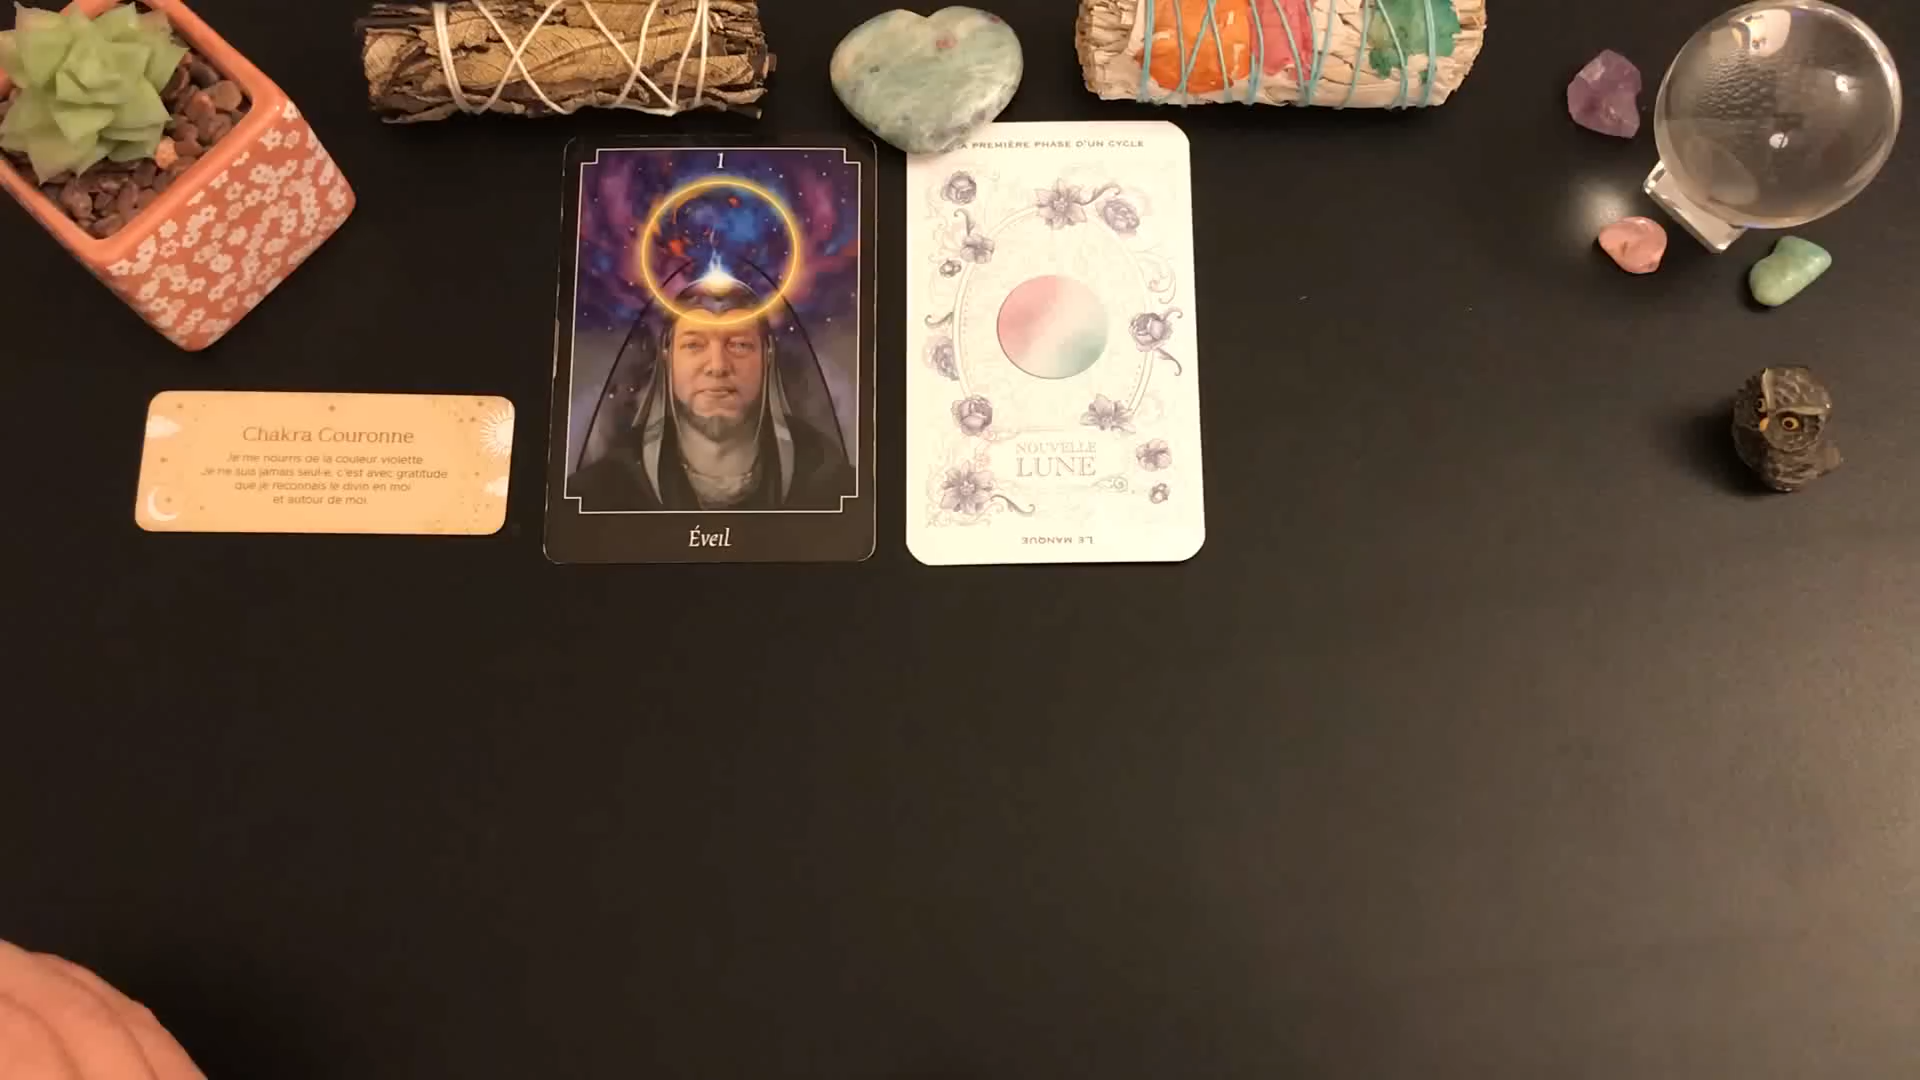 Chakra Couronne
Je me nourris de la couleur violette
Je ne suis jamais seul·e, c'est avec gratitude
que je reconnais le divin en moi
et autour de moi.
1
Éveil
LA PREMIÈRE PHASE D'UN CYCLE
NOUVELLE
LUNE
LE MANQUE